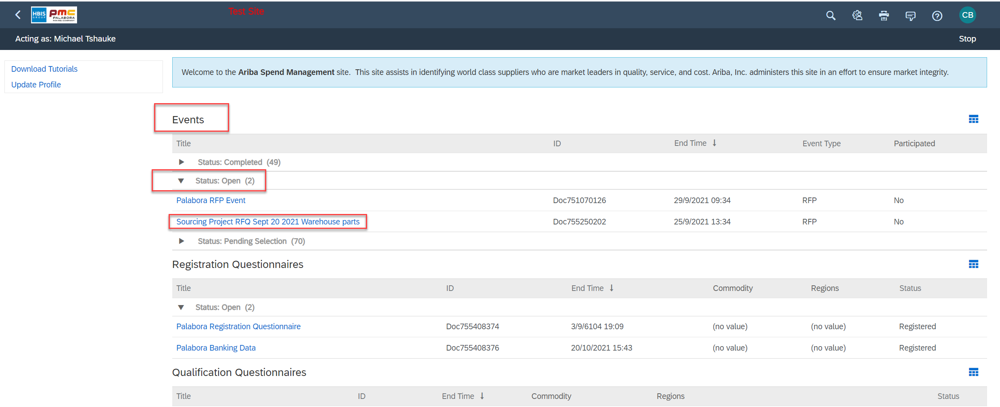 HBIS GROUP PMC PALABORA MINING COMPANY
Test Site
CB
Acting as: Michael Tshauke Stop
Download Tutorials
Update Profile
Welcome to the Ariba Spend Management site. This site assists in identifying world class suppliers who are market leaders in quality, service, and cost. Ariba, Inc. administers this site in an effort to ensure market integrity.
Events
Title ID End Time ↓ Event Type Participated
Status: Completed (49)
Status: Open (2)
Palabora RFP Event Doc751070126 29/9/2021 09:34 RFP No
Sourcing Project RFQ Sept 20 2021 Warehouse parts Doc755250202 25/9/2021 13:34 RFP No
Status: Pending Selection (70)
Registration Questionnaires
Title ID End Time ↓ Commodity Regions Status
Status: Open (2)
Palabora Registration Questionnaire Doc755408374 3/9/6104 19:09 (no value) (no value) Registered
Palabora Banking Data Doc755408376 20/10/2021 15:43 (no value) (no value) Registered
Qualification Questionnaires
Title ID End Time ↓ Commodity Regions Status